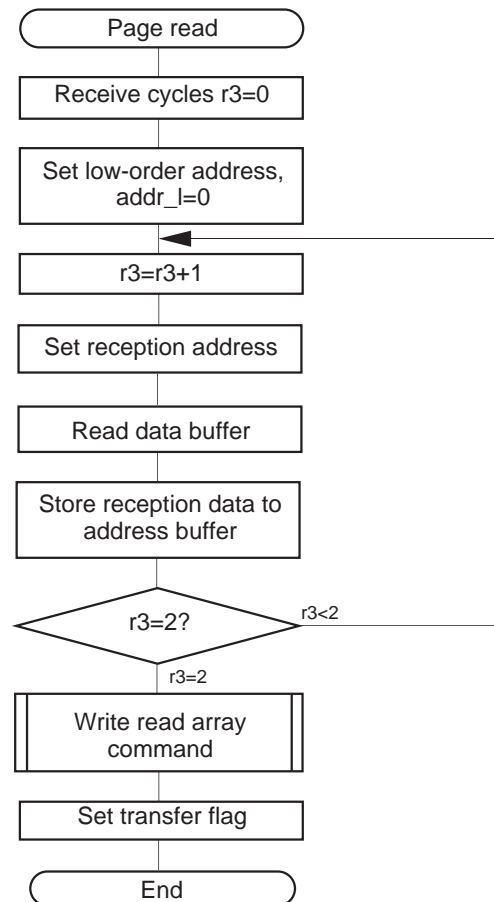 Page read
Receive cycles r3=0
Set low-order address,
addr_l=0
r3=r3+1
Set reception address
Read data buffer
Store reception data to
address buffer
r3=2?
r3<2
r3=2
Write read array
command
Set transfer flag
End